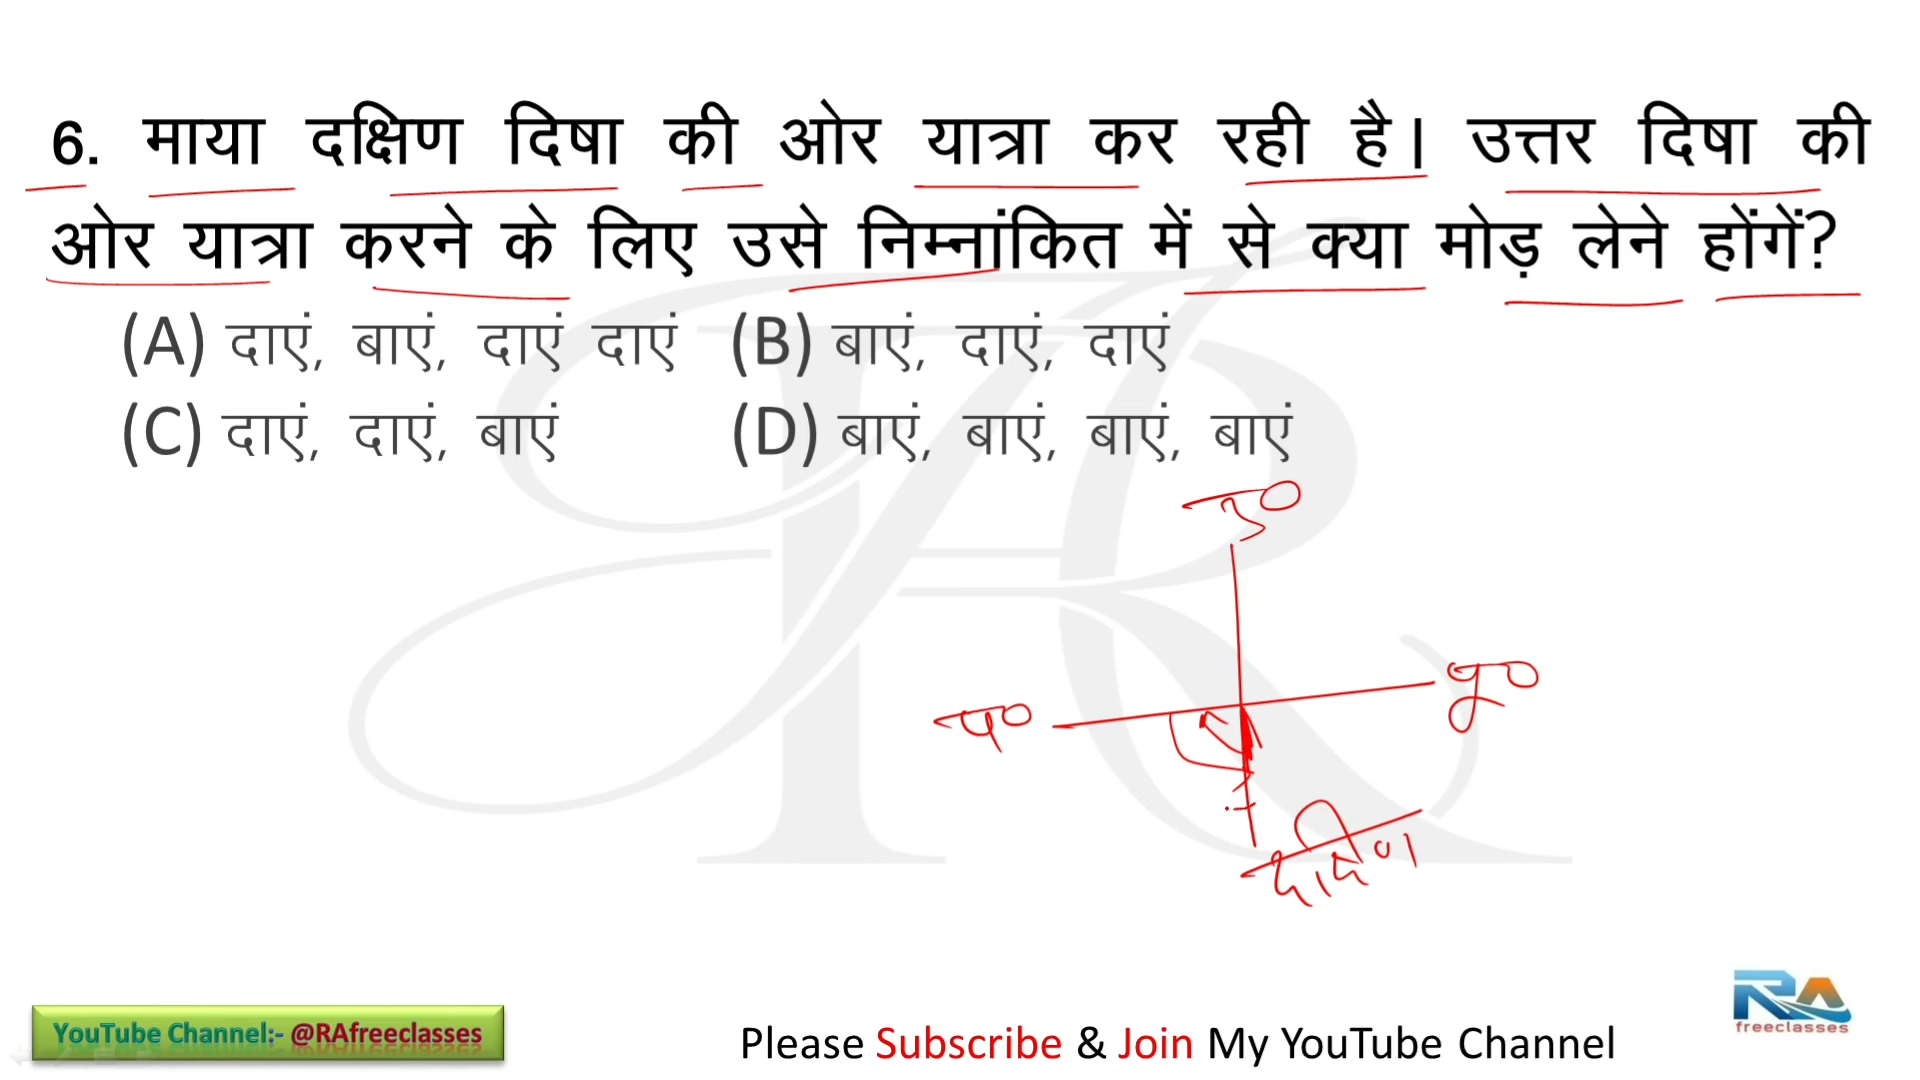 6. माया दक्षिण दिषा की ओर यात्रा कर रही है। उत्तर दिषा की
ओर यात्रा करने के लिए उसे निम्नांकित में से क्या मोड़ लेने होंगें?
(A) दाएं, बाएं, दाएं दाएं (B) बाएं, दाएं, दाएं
(C) दाएं, दाएं, बाएं (D) बाएं, बाएं, बाएं, बाएं
उ०
पू०
प०
दक्षिण
RA
freeclasses
YouTube Channel:- @RAfreeclasses
Please Subscribe & Join My YouTube Channel